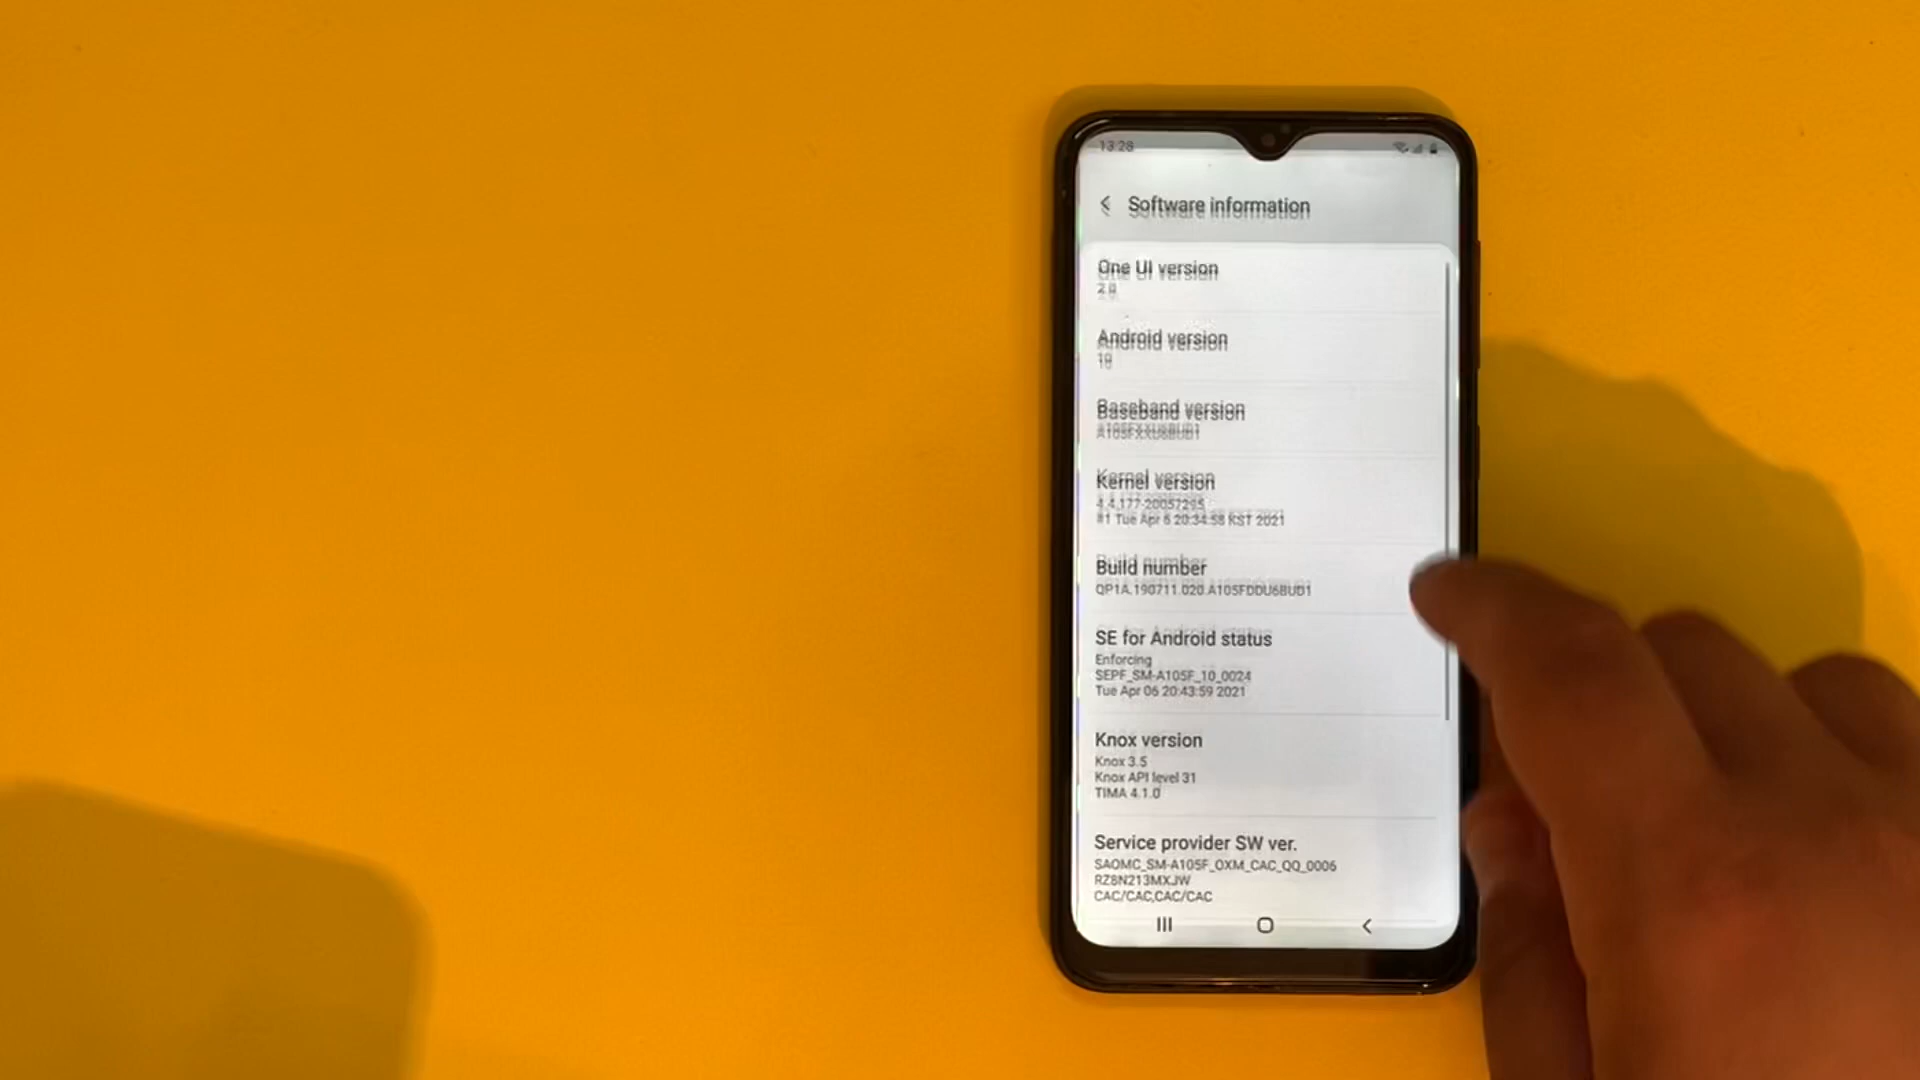 13:28
Software information
One UI version
2.0
Android version
10
Baseband version
A105FXXU6BUD1
Kernel version
4.4.177-20057295
#1 Tue Apr 6 20:34:58 KST 2021
Build number
QP1A.190711.020.A105FDDU6BUD1
SE for Android status
Enforcing
SEPF_SM-A105F_10_0024
Tue Apr 06 20:43:59 2021
Knox version
Knox 3.5
Knox API level 31
TIMA 4.1.0
Service provider SW ver.
SAOMC_SM-A105F_OXM_CAC_QQ_0006
RZ8N213MXJW
CAC/CAC,CAC/CAC